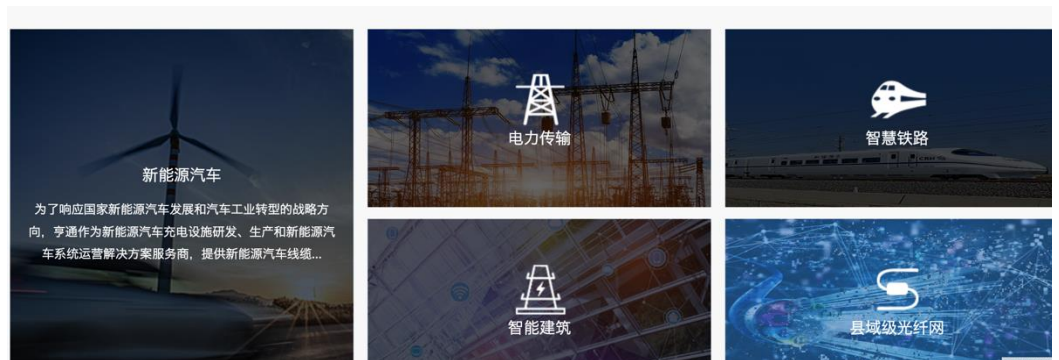 新能源汽车
为了响应国家新能源汽车发展和汽车工业转型的战略方
向，亨通作为新能源汽车充电设施研发、生产和新能源汽
车系统运营解决方案服务商，提供新能源汽车线缆...
电力传输
智慧铁路
智能建筑
县域级光纤网